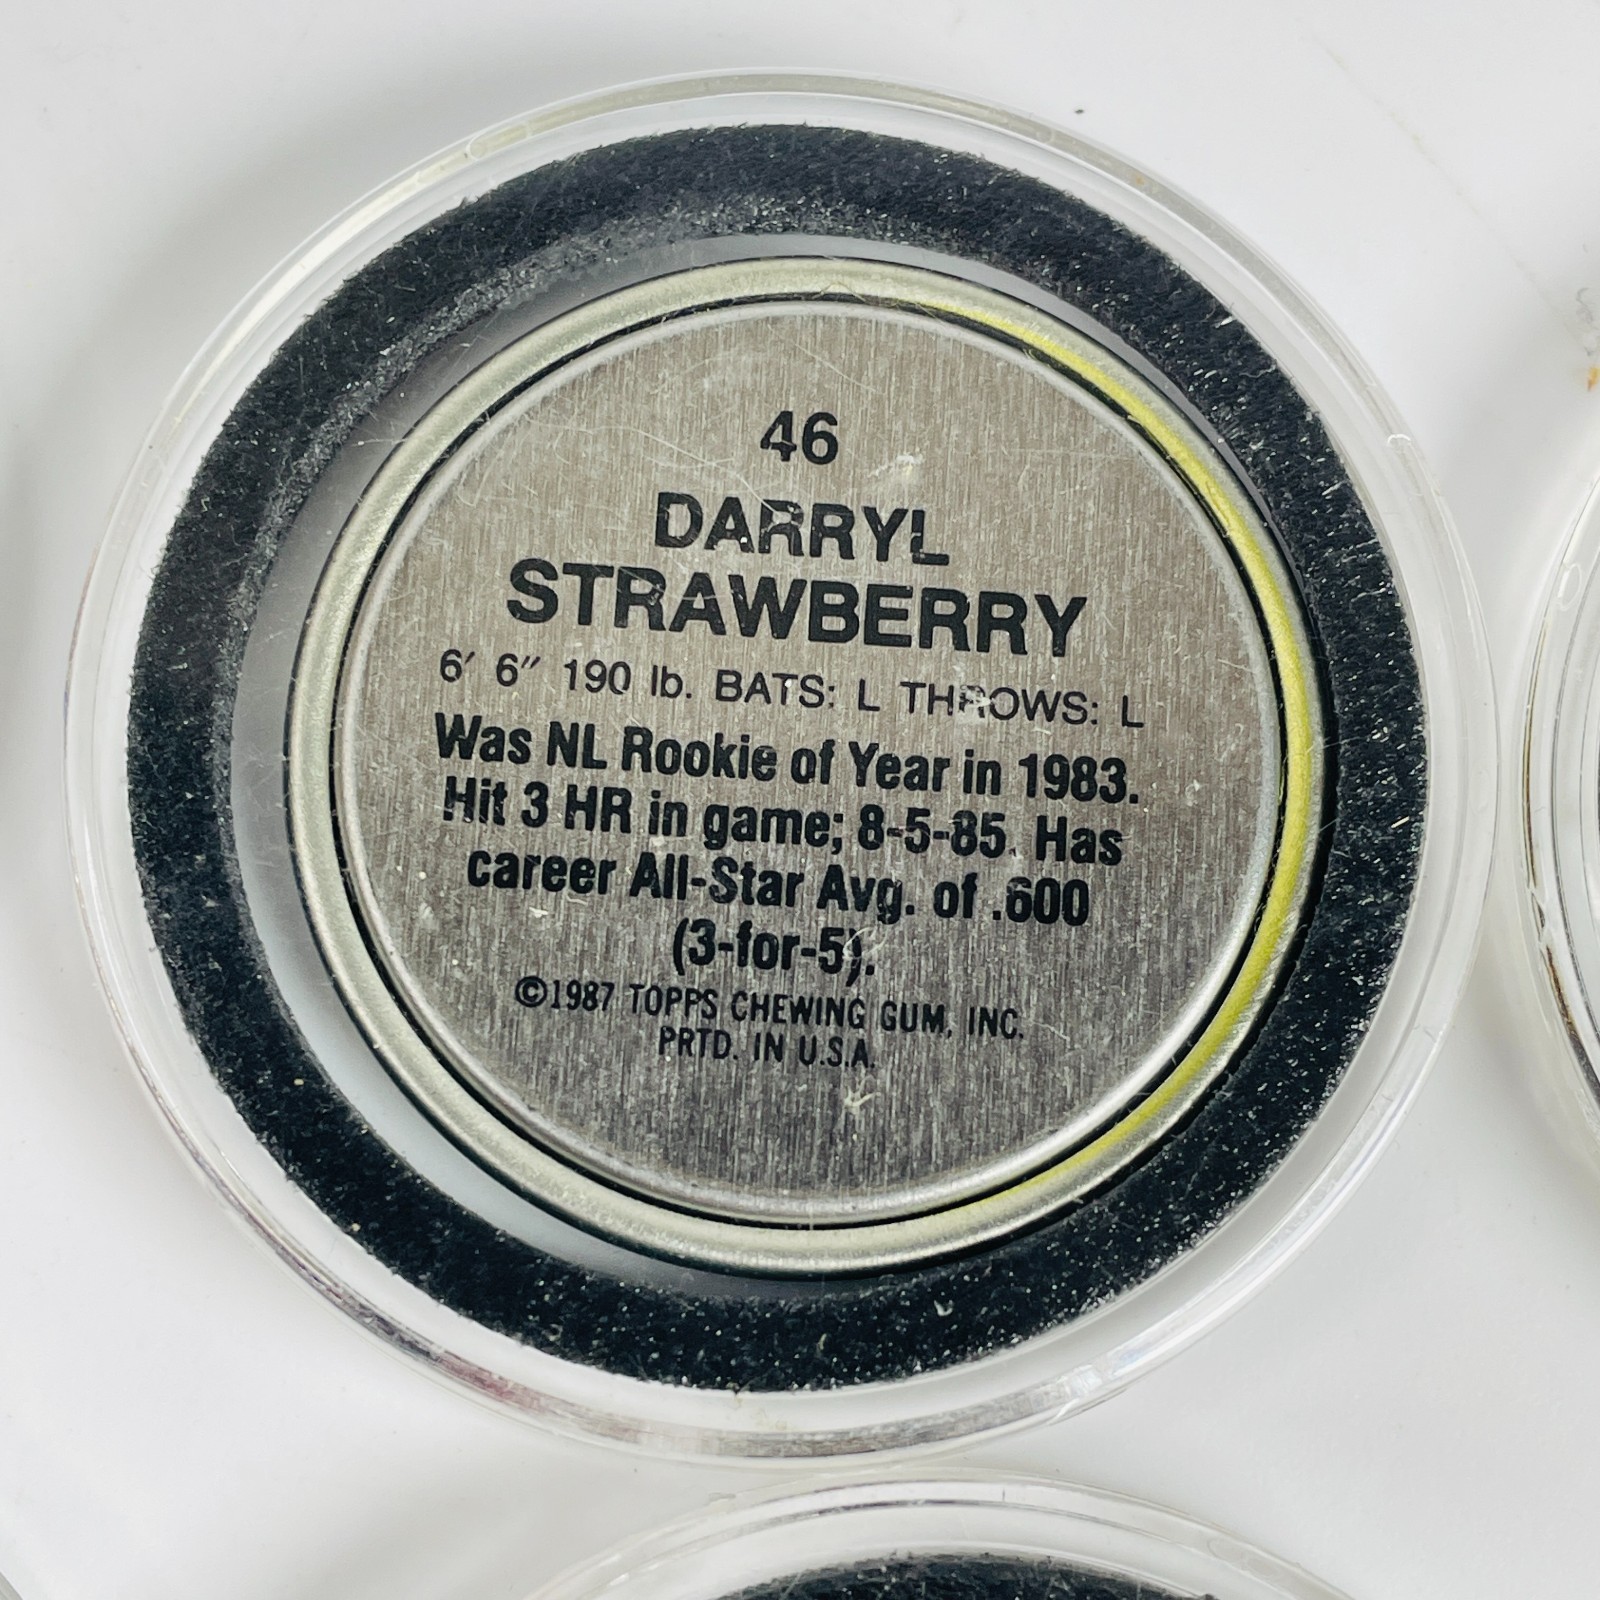 46
DARRYL
STRAWBERRY
6′ 6″ 190 lb. BATS: L THROWS: L
Was NL Rookie of Year in 1983.
Hit 3 HR in game; 8-5-85. Has
career All-Star Avg. of .600
(3-for-5).
©1987 TOPPS CHEWING GUM, INC.
PRTD. IN U.S.A.